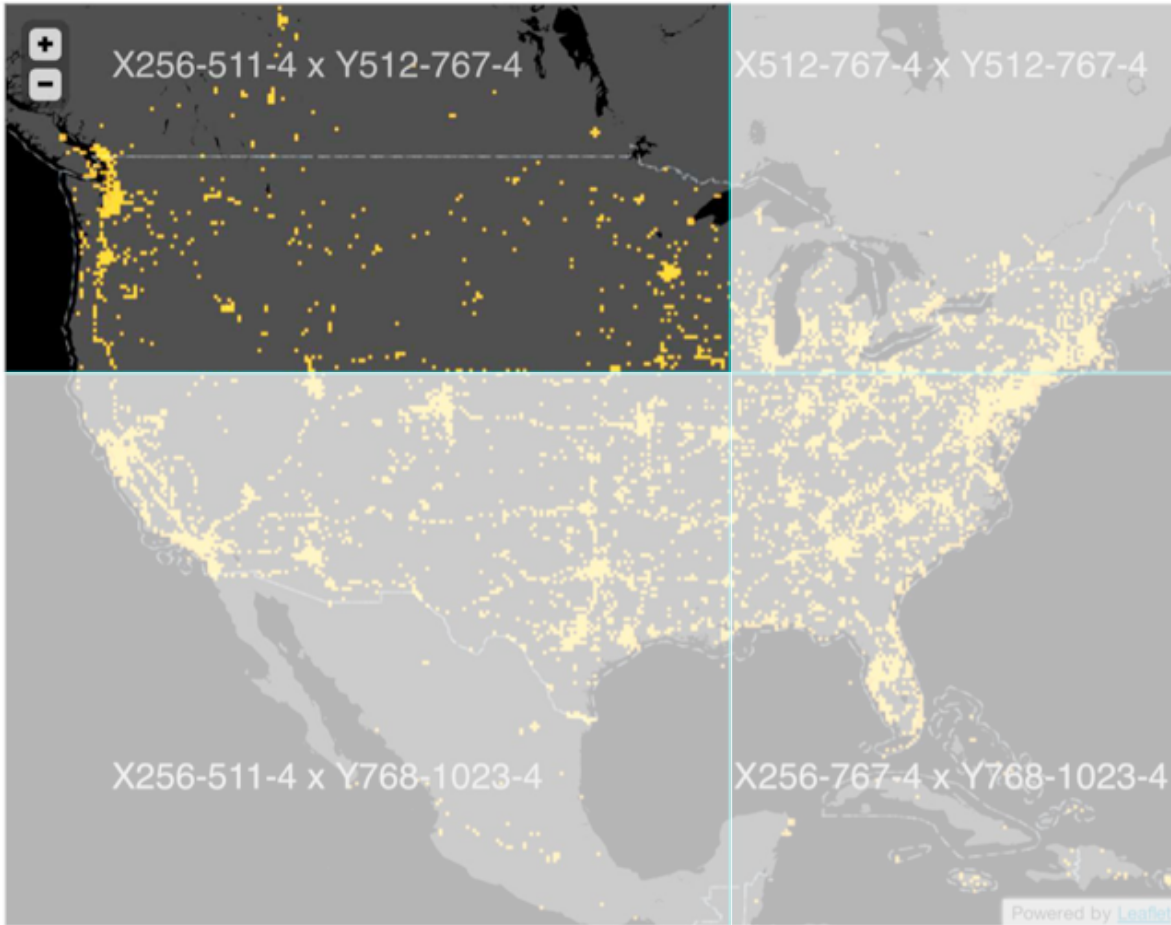 +
−
X256-511-4 x Y512-767-4
X512-767-4 x Y512-767-4
X256-511-4 x Y768-1023-4
X256-767-4 x Y768-1023-4
Powered by Leaflet